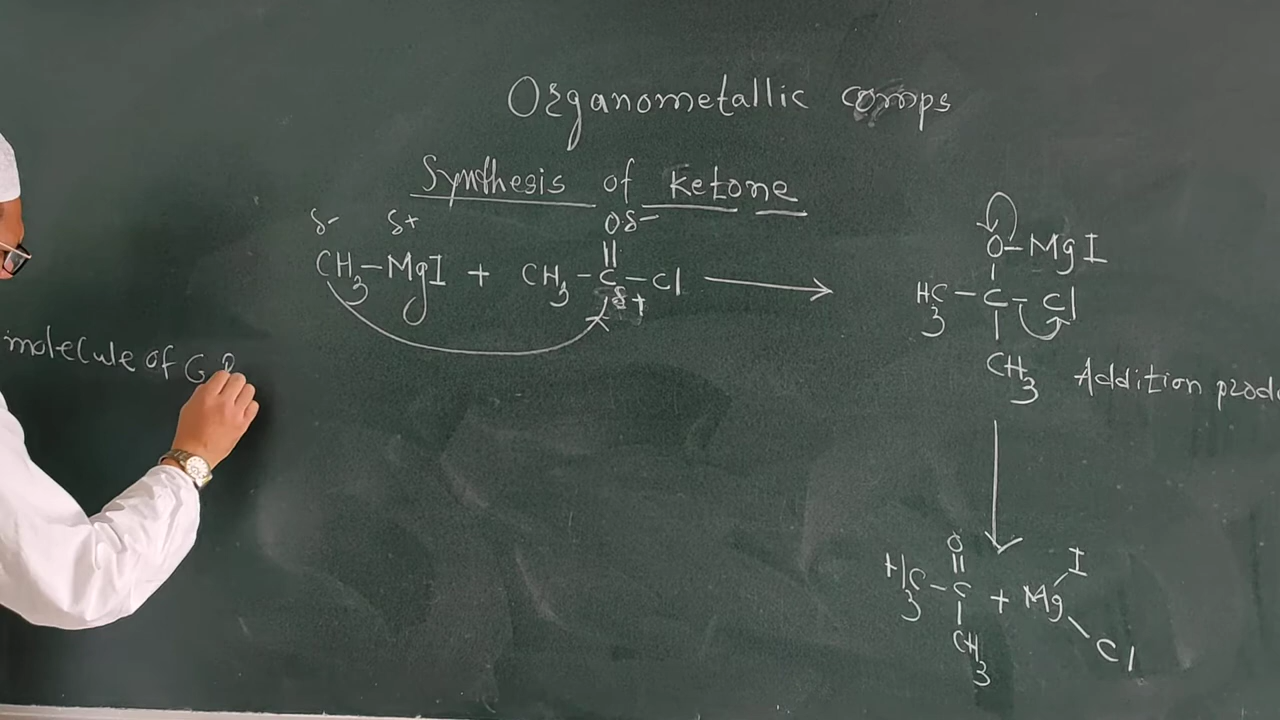 Organometallic comps
Synthesis of Ketone
δ- δ+ Oδ-
||
CH3-MgI + CH3-C-Cl ⟶
δ+
O-MgI
|
H3C-C-Cl
|
CH3 Addition prod
molecule of G.R
O
||
H3C-C + Mg
|
CH3
I
Cl